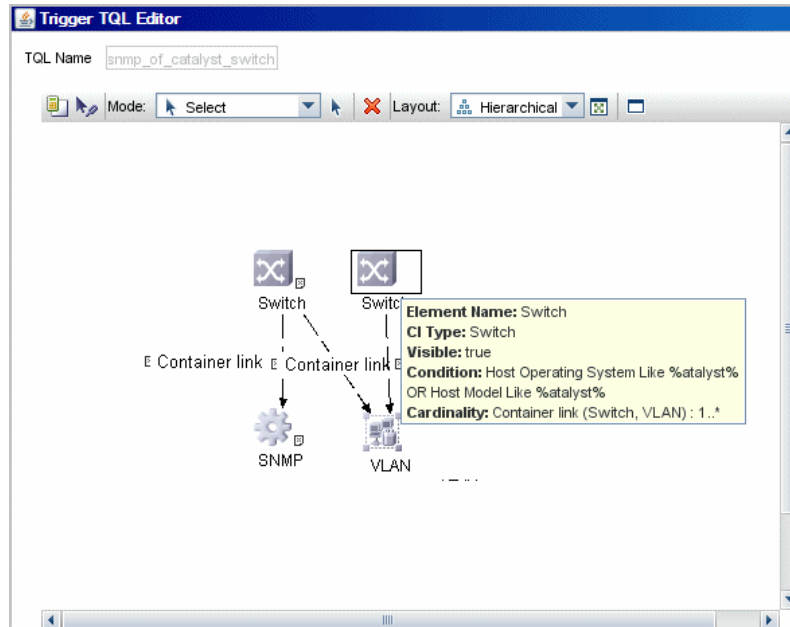 Trigger TQL Editor
TQL Name snmp_of_catalyst_switch
Mode: Select Layout: Hierarchical
Switch Switch
Element Name: Switch
CI Type: Switch
Visible: true
Condition: Host Operating System Like %atalyst%
OR Host Model Like %atalyst%
Cardinality: Container link (Switch, VLAN) : 1..*
Container link Container link
SNMP VLAN